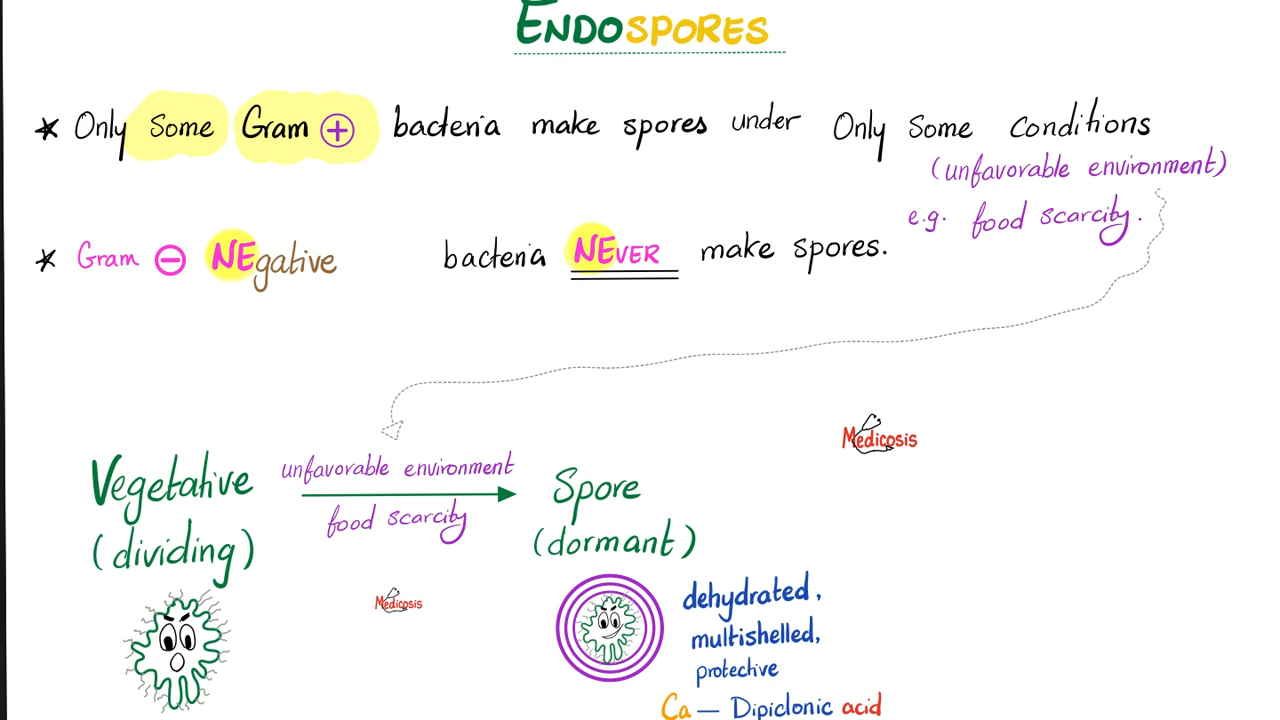 ENDOSPORES
★ Only Some Gram ⊕ bacteria make spores under Only Some Conditions
(unfavorable environment)
e.g. food scarcity.
★ Gram ⊖ NEgative bacteria NEVER make spores.
Medicosis
Vegetative
(dividing)
unfavorable environment
food scarcity
Spore
(dormant)
Medicosis
dehydrated,
multishelled,
protective
Ca — Dipiclonic acid